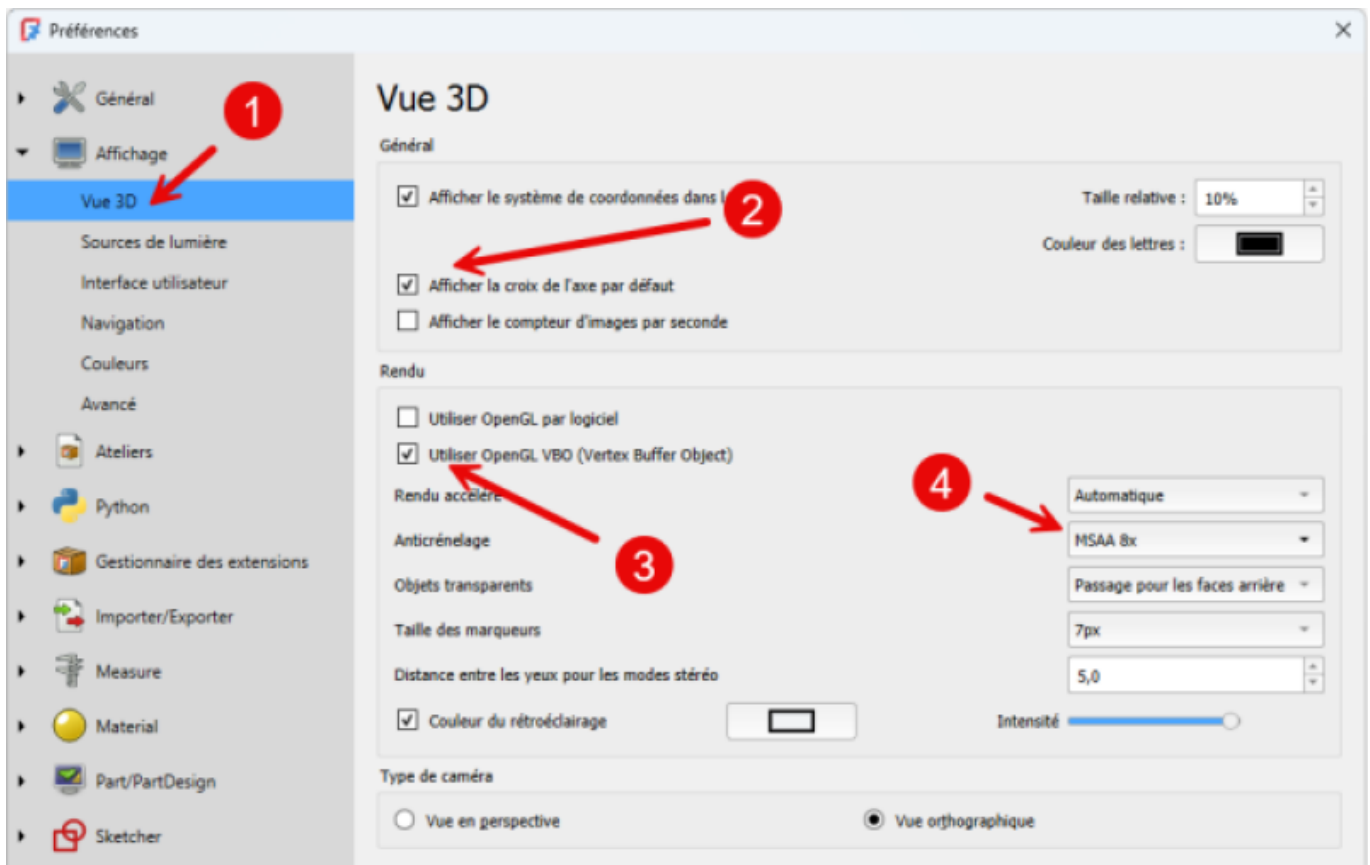 Préférences
Général
1
Affichage
Vue 3D
Sources de lumière
Interface utilisateur
Navigation
Couleurs
Avancé
Ateliers
Python
Gestionnaire des extensions
Importer/Exporter
Measure
Material
Part/PartDesign
Sketcher
Vue 3D
Général
Afficher le système de coordonnées dans l
2
Taille relative : 10%
Couleur des lettres :
Afficher la croix de l'axe par défaut
Afficher le compteur d'images par seconde
Rendu
Utiliser OpenGL par logiciel
Utiliser OpenGL VBO (Vertex Buffer Object)
Rendu accéléré Automatique
4
Anticrénelage MSAA 8x
3
Objets transparents Passage pour les faces arrière
Taille des marqueurs 7px
Distance entre les yeux pour les modes stéréo 5,0
Couleur du rétroéclairage Intensité
Type de caméra
Vue en perspective Vue orthographique